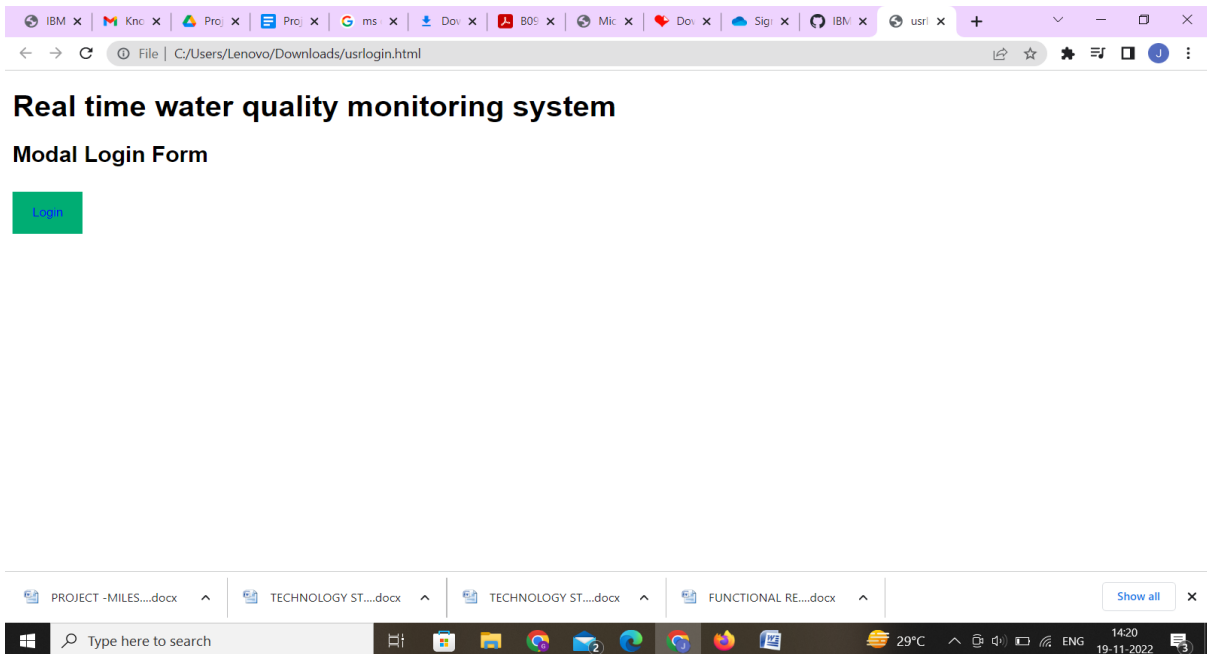 IBM Kno Proj Proj ms Dov B09 Mic Dov Sign IBM usrl
File | C:/Users/Lenovo/Downloads/usrlogin.html J
Real time water quality monitoring system
Modal Login Form
Login
PROJECT -MILES....docx TECHNOLOGY ST....docx TECHNOLOGY ST....docx FUNCTIONAL RE....docx Show all
Type here to search 2 29°C ENG 14:20
19-11-2022 3